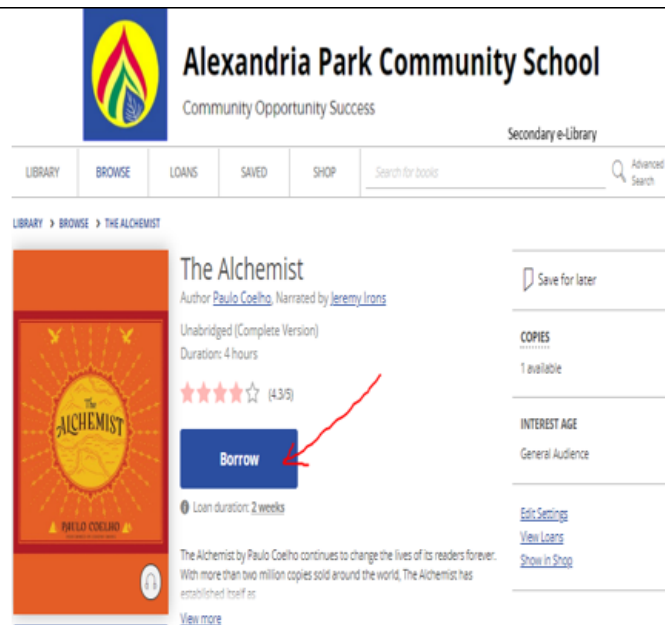 Alexandria Park Community School
Community Opportunity Success
Secondary e-Library
LIBRARY BROWSE LOANS SAVED SHOP Search for books Advanced Search
LIBRARY > BROWSE > THE ALCHEMIST
The Alchemist
Author Paulo Coelho, Narrated by Jeremy Irons
Unabridged (Complete Version)
Duration: 4 hours
(4.3/5)
Borrow
Loan duration: 2 weeks
The Alchemist by Paulo Coelho continues to change the lives of its readers forever.
With more than two million copies sold around the world, The Alchemist has
established itself as
View more
The
ALCHEMIST
PAULO COELHO
Save for later
COPIES
1 available
INTEREST AGE
General Audience
Edit Settings
View Loans
Show in Shop